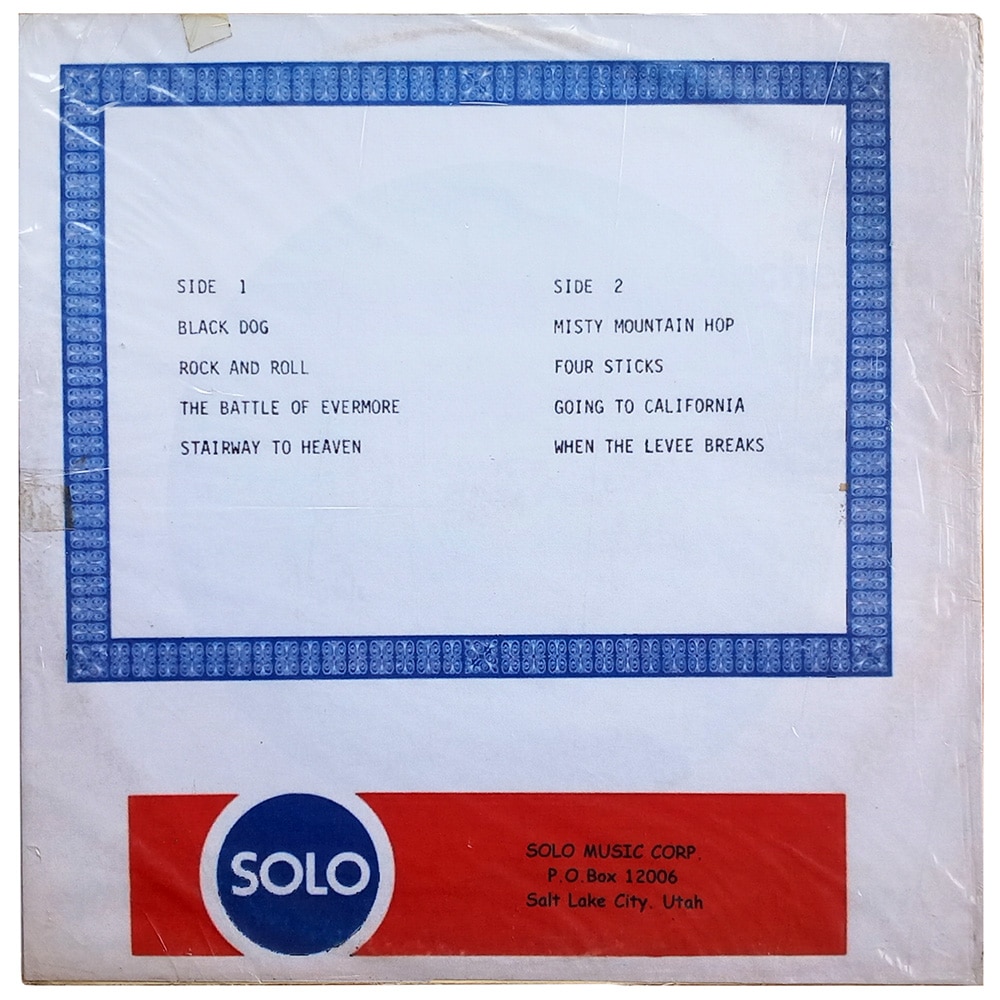 SIDE 1
BLACK DOG
ROCK AND ROLL
THE BATTLE OF EVERMORE
STAIRWAY TO HEAVEN
SIDE 2
MISTY MOUNTAIN HOP
FOUR STICKS
GOING TO CALIFORNIA
WHEN THE LEVEE BREAKS
SOLO
SOLO MUSIC CORP.
P.O.Box 12006
Salt Lake City. Utah